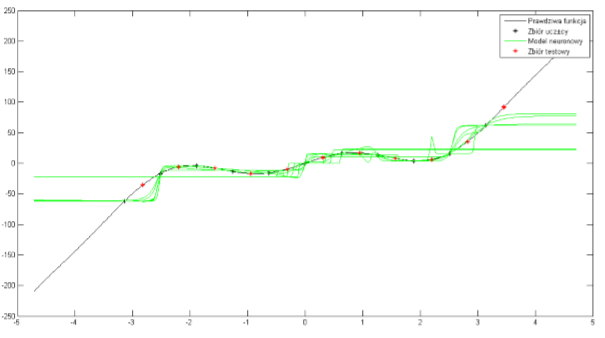 250
200
150
100
50
0
-50
-100
-150
-200
-250
-5 -4 -3 -2 -1 0 1 2 3 4 5
Prawdziwa funkcja
Zbiór uczący
Model neuronowy
Zbiór testowy